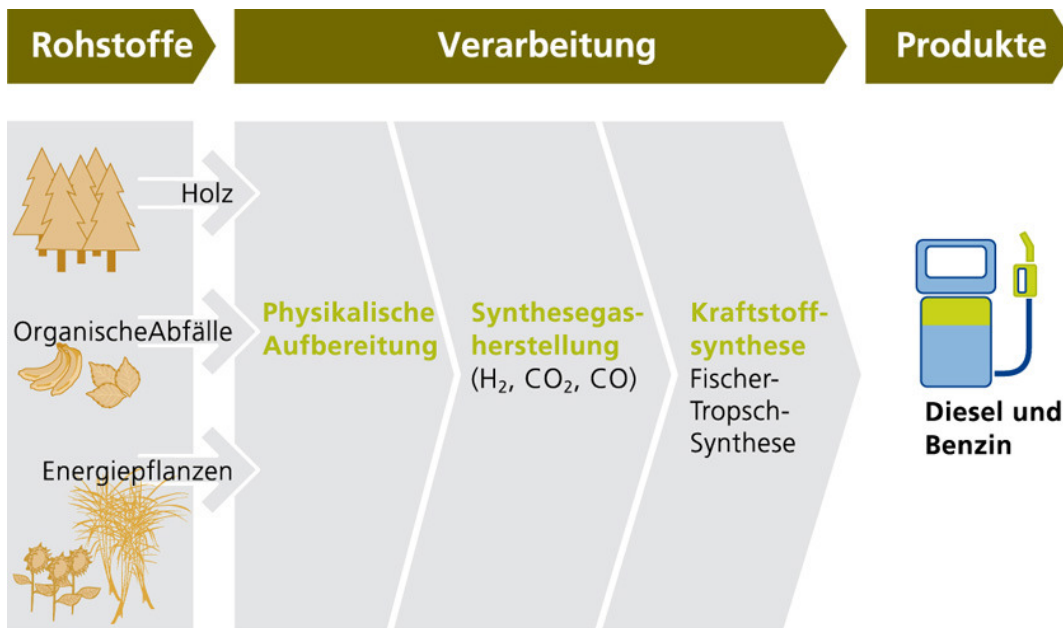 Rohstoffe
Verarbeitung
Produkte
Holz
OrganischeAbfälle
Energiepflanzen
Physikalische
Aufbereitung
Synthesegas-
herstellung
(H₂, CO₂, CO)
Kraftstoff-
synthese
Fischer-
Tropsch-
Synthese
Diesel und
Benzin